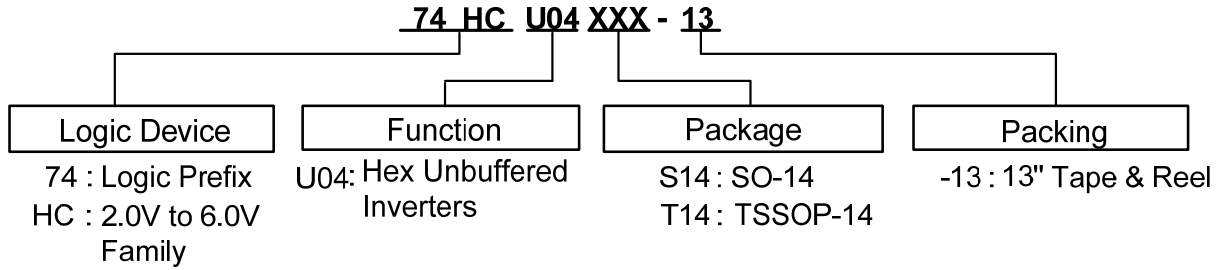 74 HC U04 XXX - 13
Logic Device
74 : Logic Prefix
HC : 2.0V to 6.0V
Family
Function
U04: Hex Unbuffered
Inverters
Package
S14 : SO-14
T14 : TSSOP-14
Packing
-13 : 13" Tape & Reel